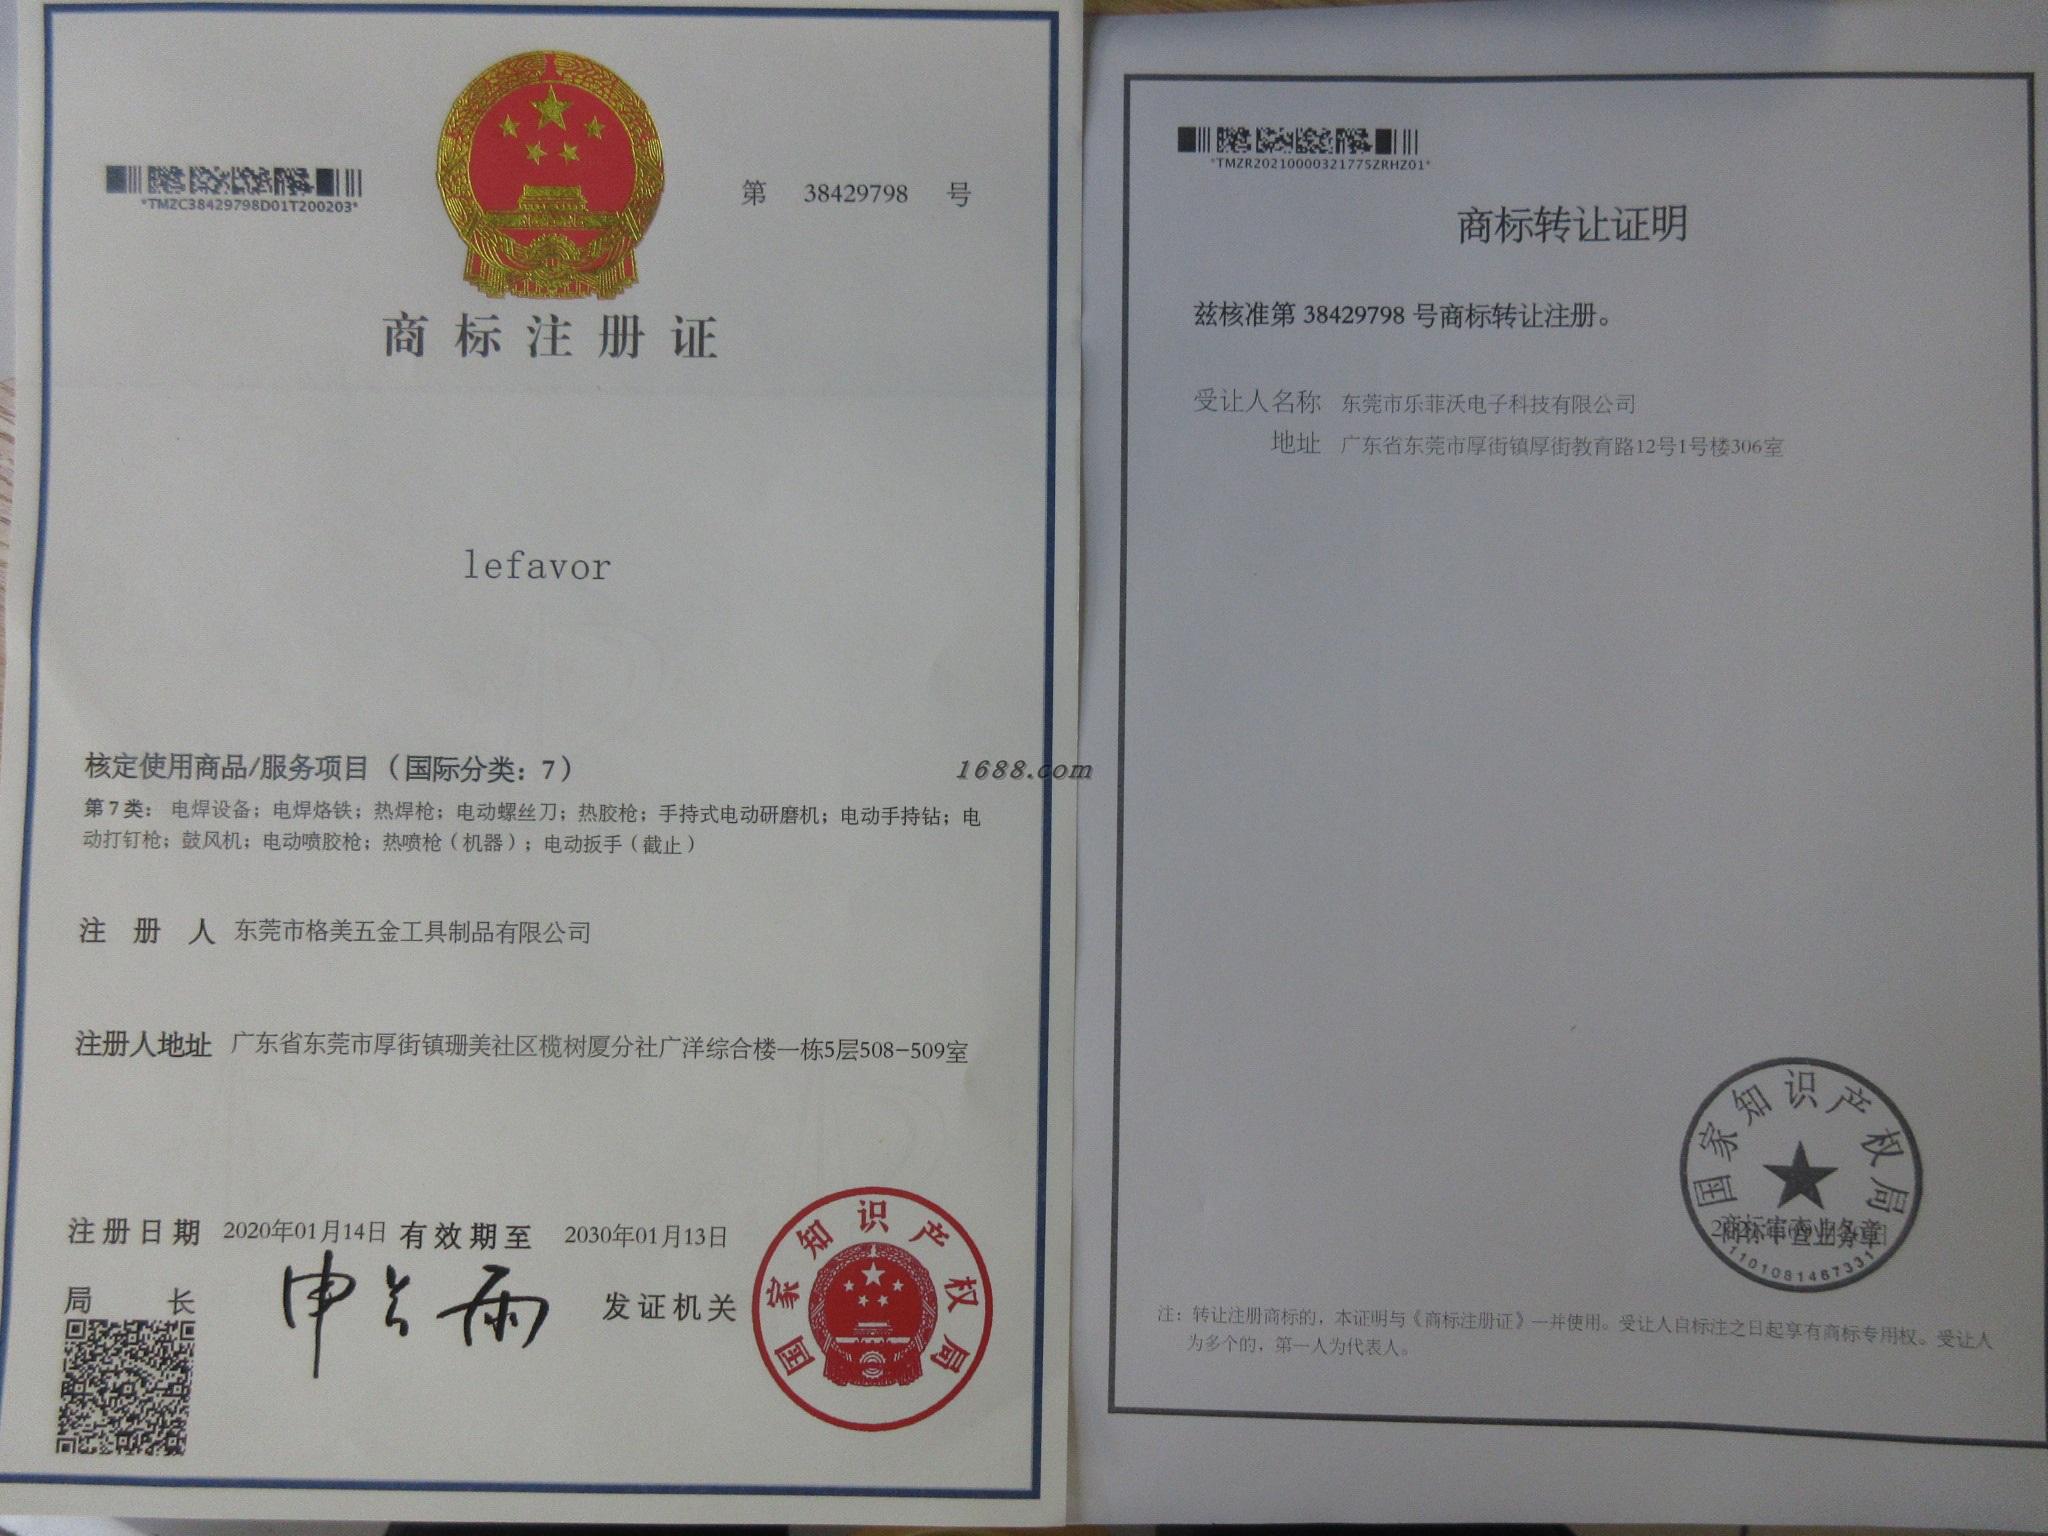 *TMZC38429798D01T200203*
第 38429798 号
商标注册证
lefavor
核定使用商品/服务项目（国际分类：7）
第7类：电焊设备；电焊烙铁；热焊枪；电动螺丝刀；热胶枪；手持式电动研磨机；电动手持钻；电
动打钉枪；鼓风机；电动喷胶枪；热喷枪（机器）；电动扳手（截止）
注册人 东莞市格美五金工具制品有限公司
注册人地址 广东省东莞市厚街镇珊美社区榄树厦分社广洋综合楼一栋5层508-509室
注册日期 2020年01月14日 有效期至 2030年01月13日
局长 申长雨 发证机关
国家知识产权局
1688.com
*TMZR20210000321775ZRHZ01*
商标转让证明
兹核准第 38429798 号商标转让注册。
受让人名称 东莞市乐菲沃电子科技有限公司
地址 广东省东莞市厚街镇厚街教育路12号1号楼306室
国家知识产权局
商标审查业务章
1101081467331
注：转让注册商标的，本证明与《商标注册证》一并使用。受让人自标注之日起享有商标专用权。受让人
为多个的，第一人为代表人。